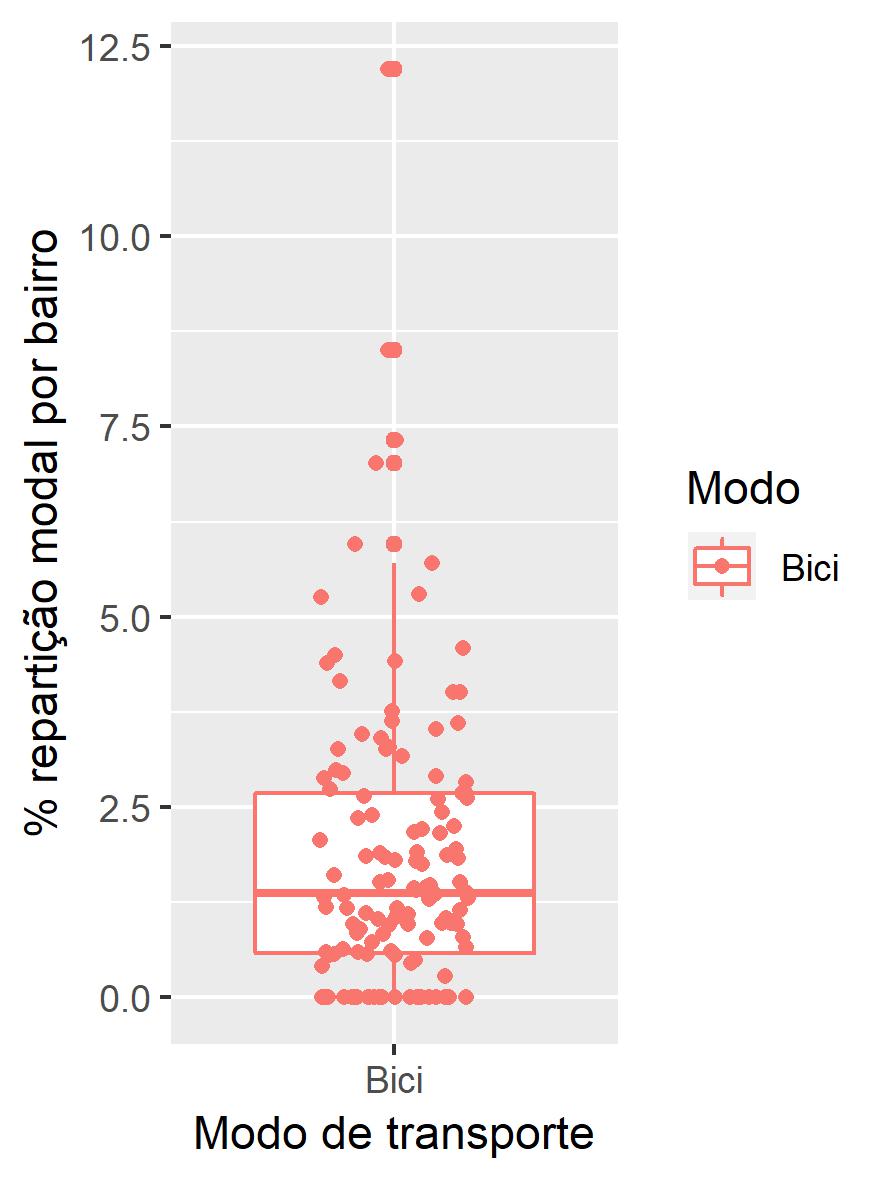 12.5
10.0
7.5
5.0
2.5
0.0
% repartição modal por bairro
Bici
Modo de transporte
Modo
Bici